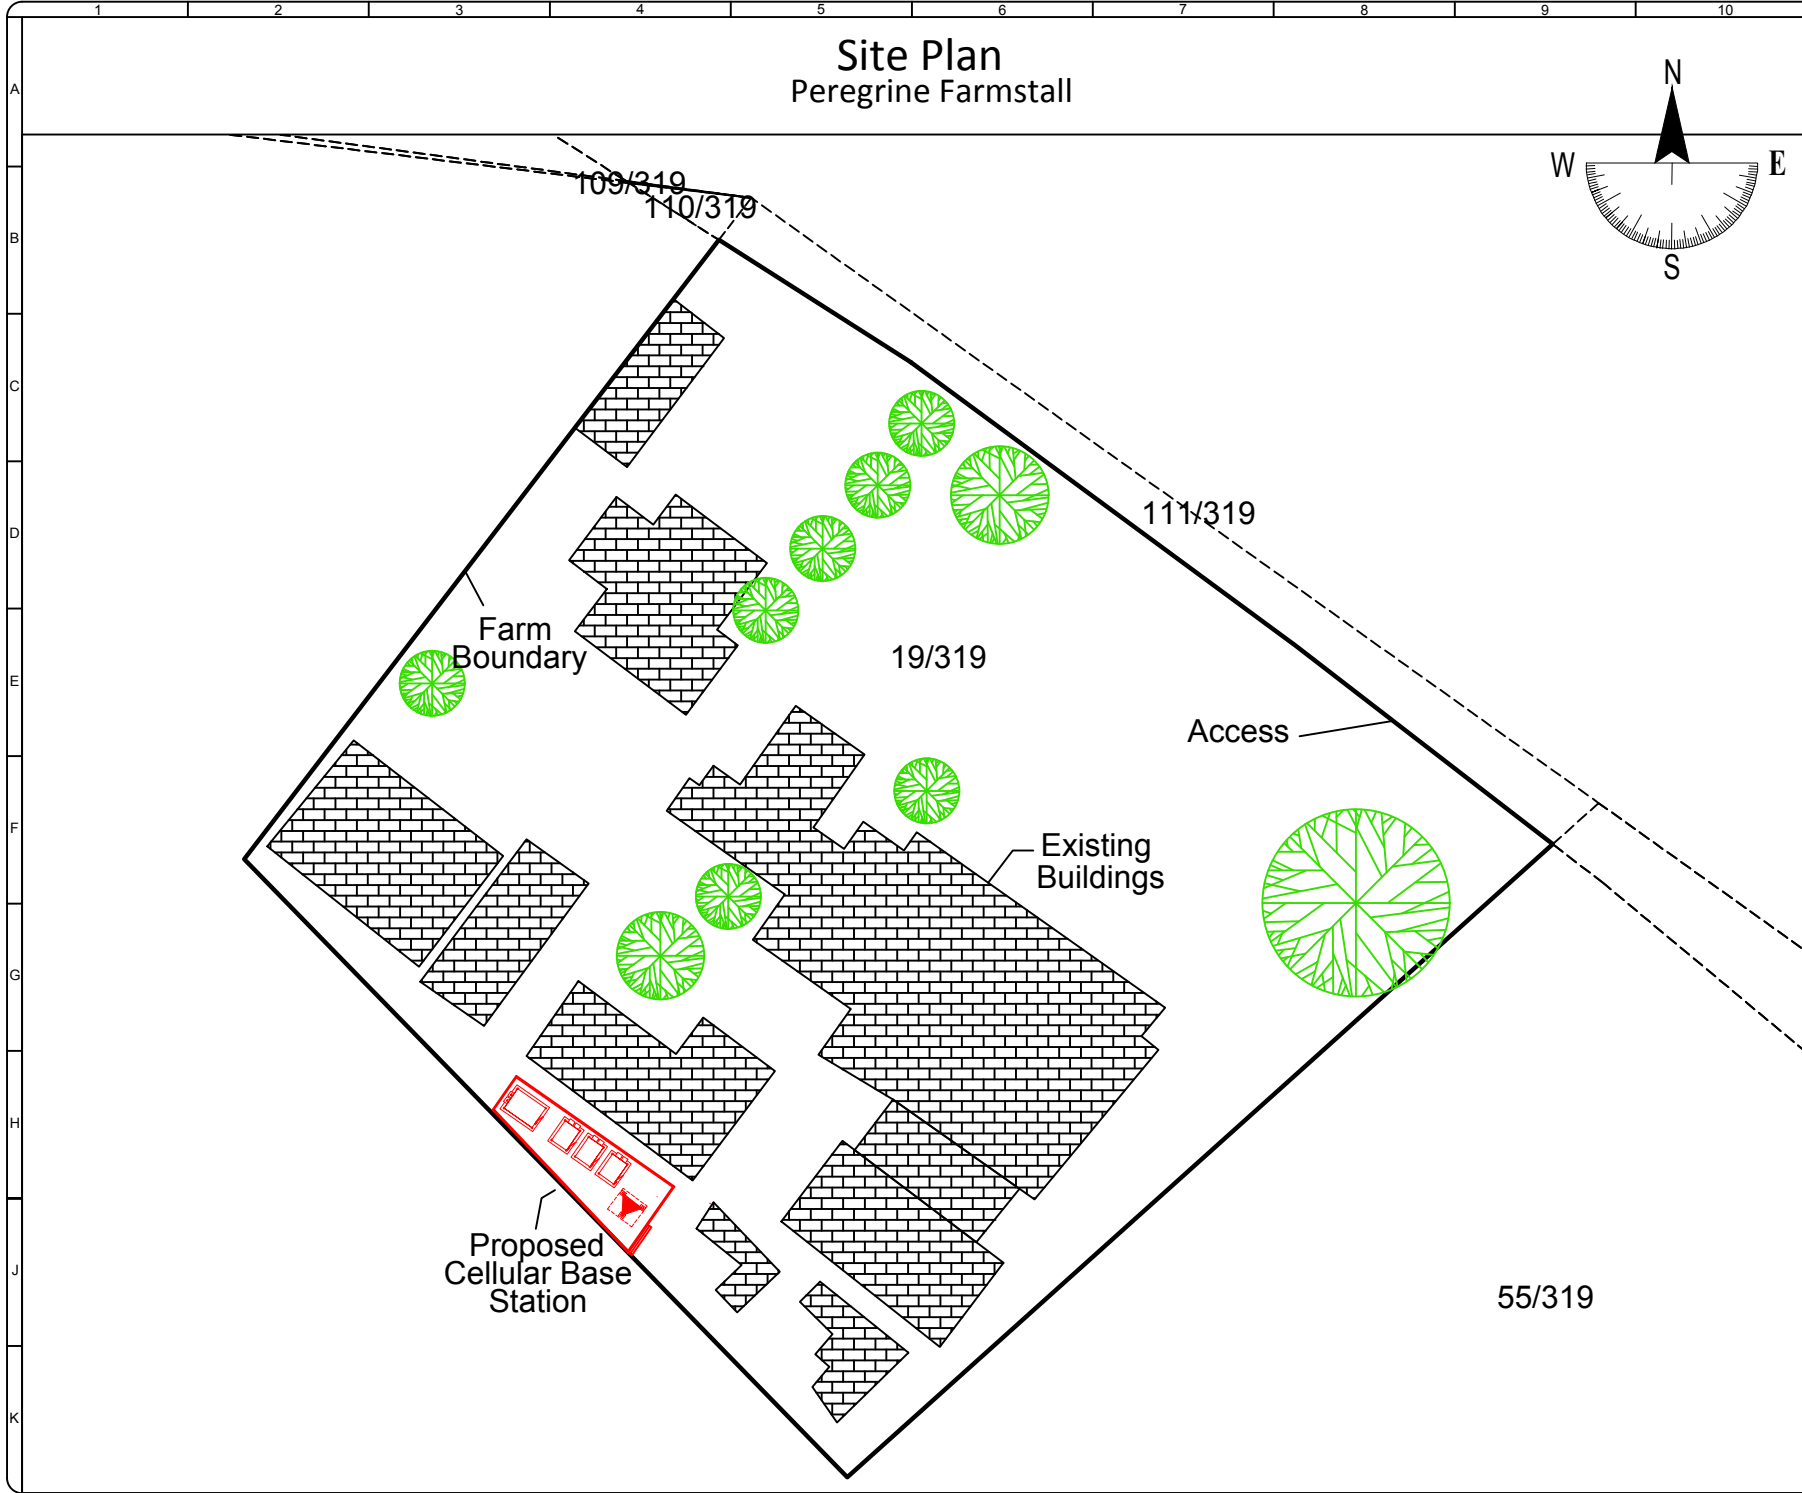 1 2 3 4 5 6 7 8 9 10
Site Plan
Peregrine Farmstall
A
N
W E
S
109/319
110/319
B
C
111/319
D
Farm
Boundary
19/319
E
Access
F
Existing
Buildings
G
H
Proposed
Cellular Base
Station
J
55/319
K